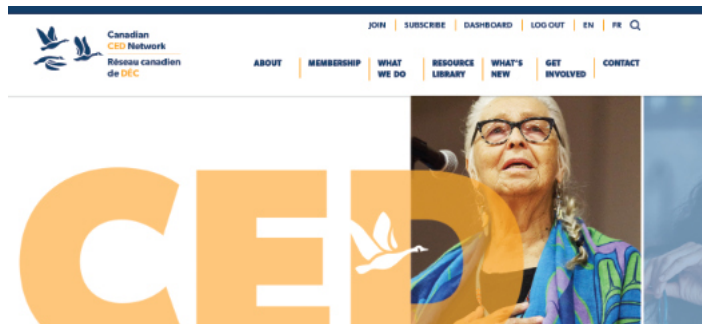 JOIN SUBSCRIBE DASHBOARD LOG OUT EN FR
Canadian
CED Network
Réseau canadien
de DÉC
ABOUT MEMBERSHIP WHAT WE DO RESOURCE LIBRARY WHAT'S NEW GET INVOLVED CONTACT
CED